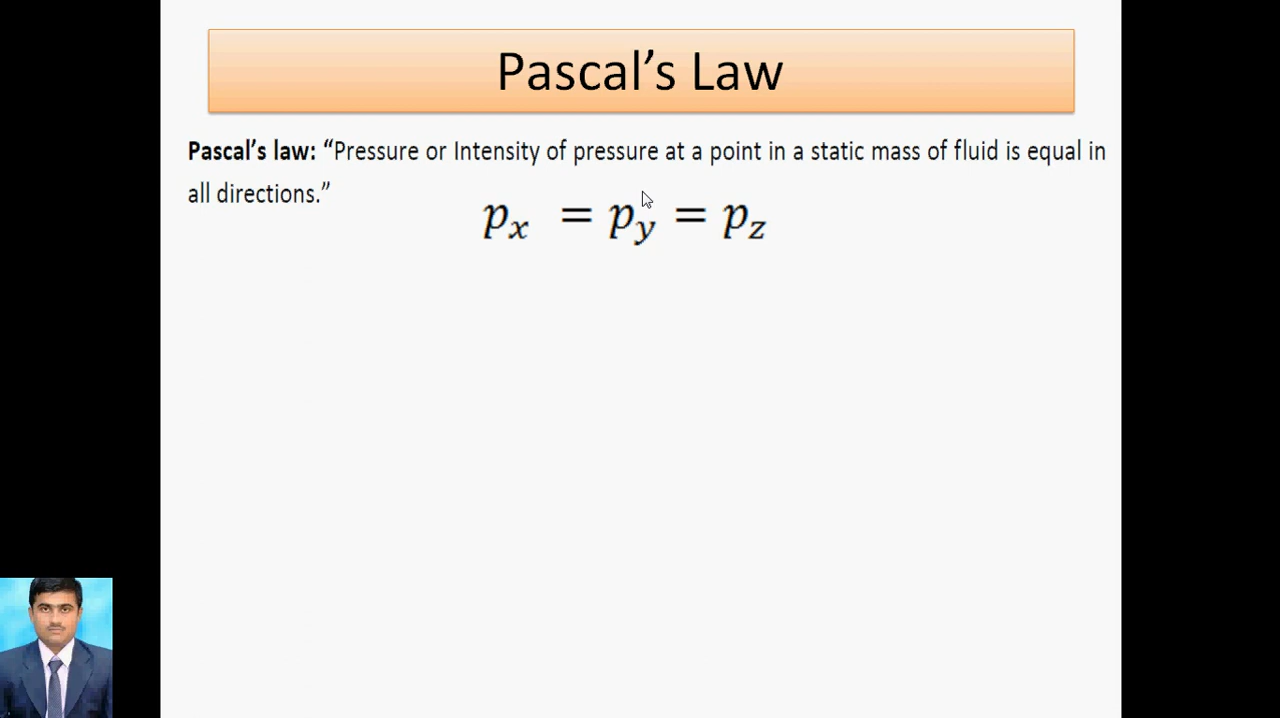 Pascal’s Law
Pascal’s law: “Pressure or Intensity of pressure at a point in a static mass of fluid is equal in
all directions.”
pₓ = p_y = p_z